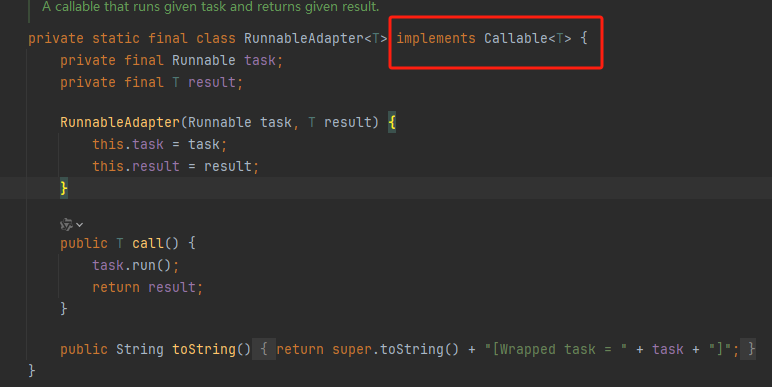 A callable that runs given task and returns given result.
private static final class RunnableAdapter<T> implements Callable<T> {
    private final Runnable task;
    private final T result;
    RunnableAdapter(Runnable task, T result) {
        this.task = task;
        this.result = result;
    }
    public T call() {
        task.run();
        return result;
    }
    public String toString() { return super.toString() + "[Wrapped task = " + task + "]"; }
}